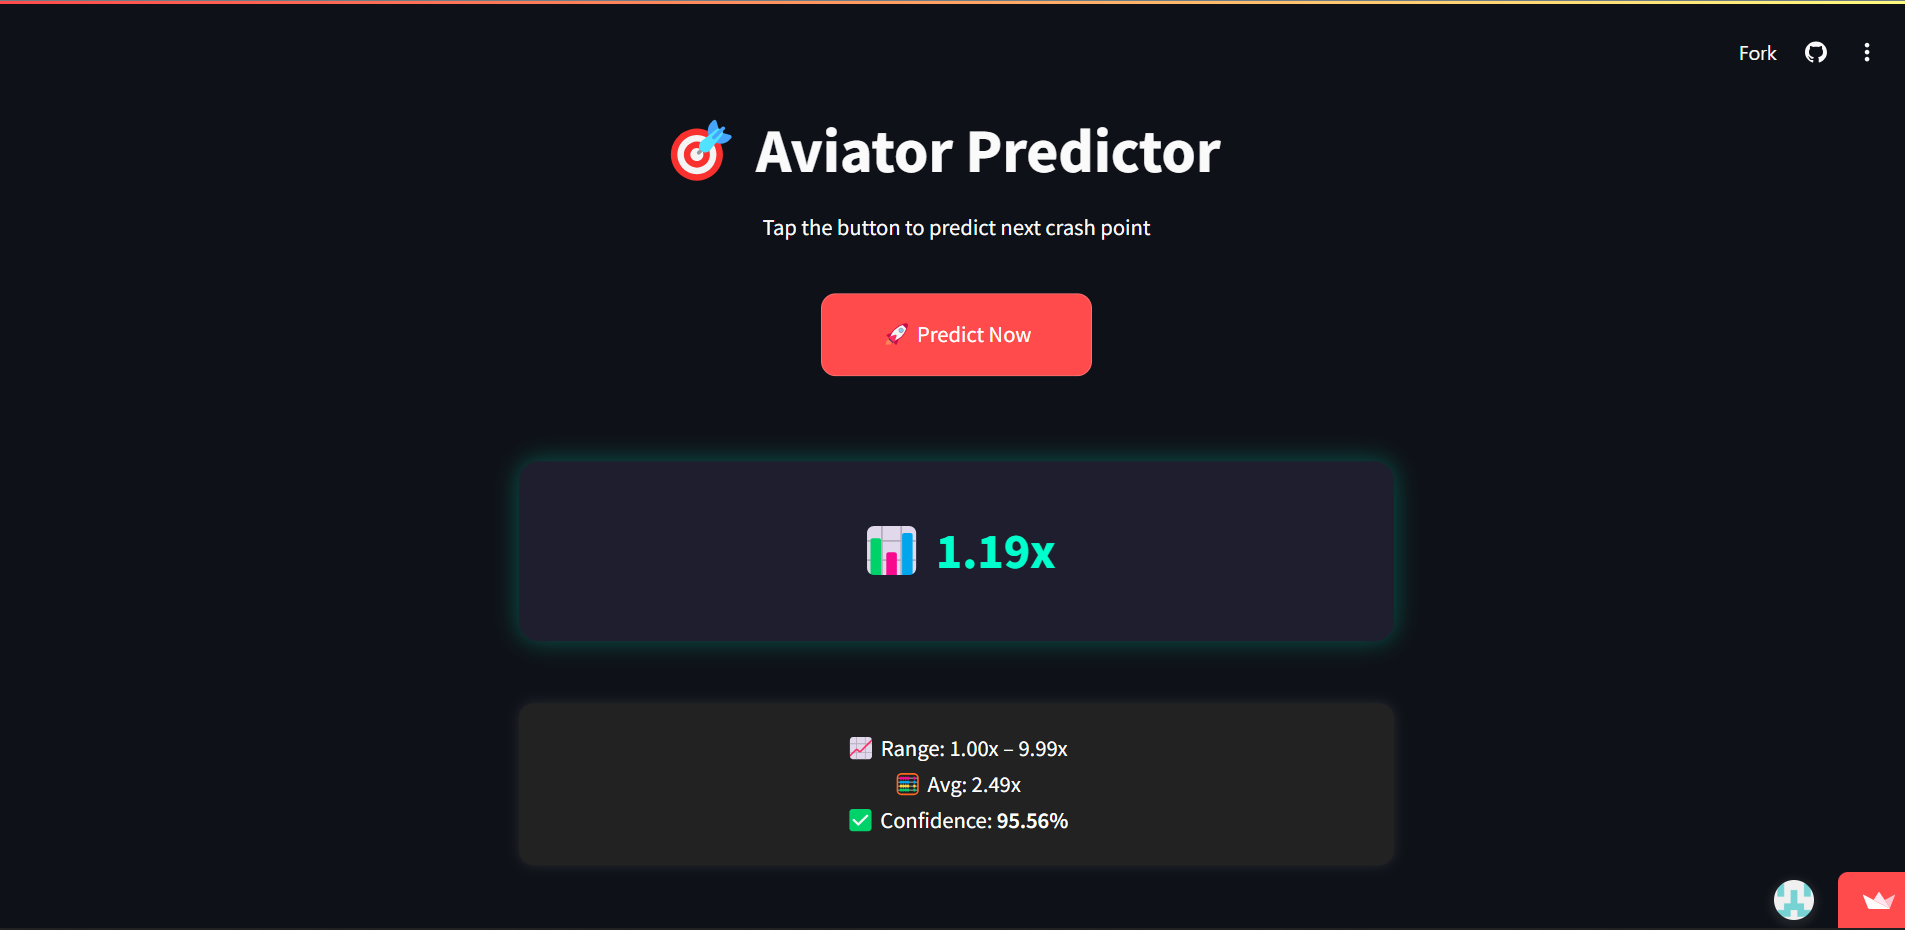 Fork
🎯 Aviator Predictor
Tap the button to predict next crash point
🚀 Predict Now
📊 1.19x
📈 Range: 1.00x – 9.99x
🧮 Avg: 2.49x
✅ Confidence: 95.56%